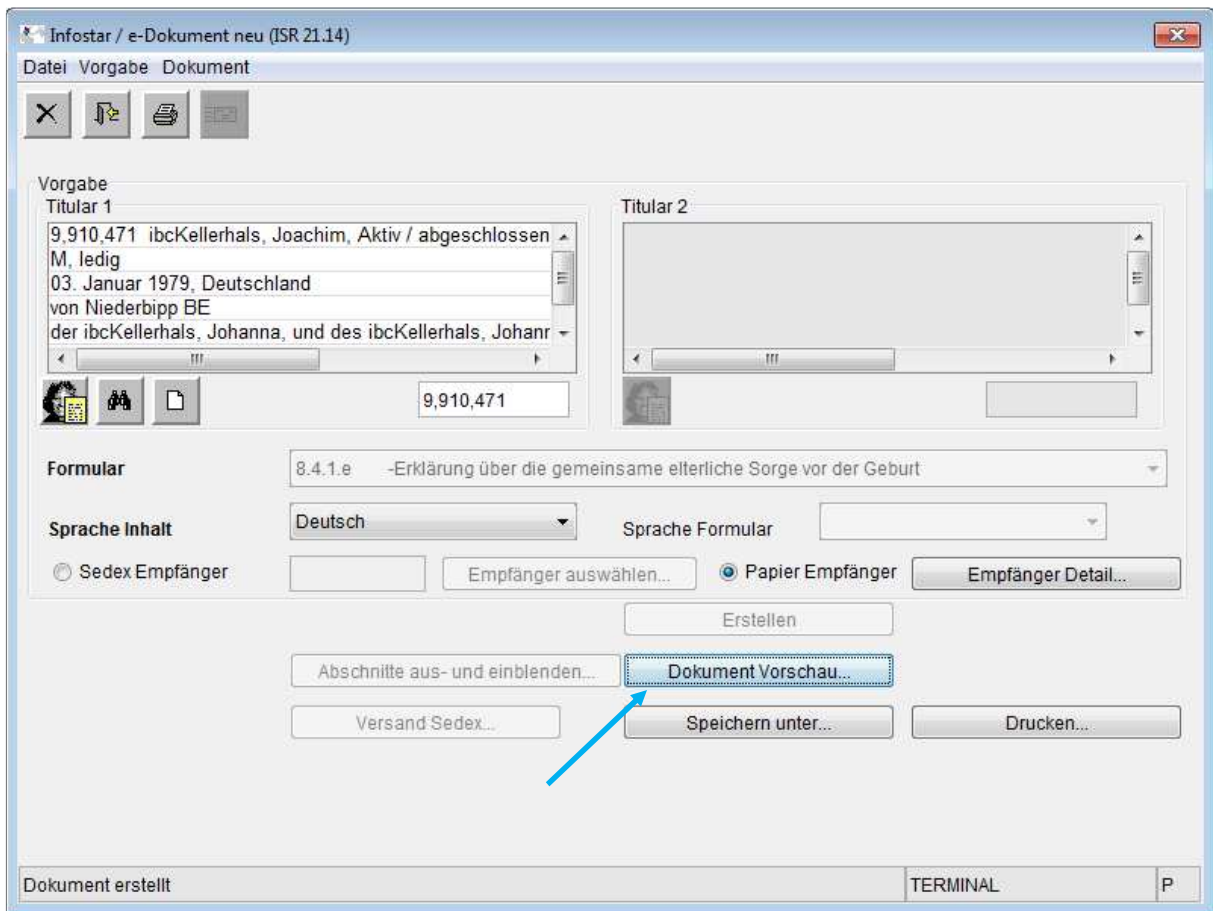 Infostar / e-Dokument neu (ISR 21.14)
Datei Vorgabe Dokument
Vorgabe
Titular 1
Titular 2
9,910,471 ibcKellerhals, Joachim, Aktiv / abgeschlossen
M, ledig
03. Januar 1979, Deutschland
von Niederbipp BE
der ibcKellerhals, Johanna, und des ibcKellerhals, Johanr
9,910,471
Formular 8.4.1.e -Erklärung über die gemeinsame elterliche Sorge vor der Geburt
Sprache Inhalt Deutsch Sprache Formular
Sedex Empfänger Empfänger auswählen... Papier Empfänger Empfänger Detail...
Erstellen
Abschnitte aus- und einblenden... Dokument Vorschau...
Versand Sedex... Speichern unter... Drucken...
Dokument erstellt TERMINAL P